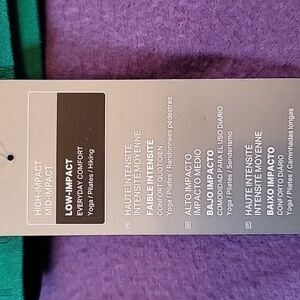 HIGH-IMPACT
MID-IMPACT
LOW-IMPACT
EVERYDAY COMFORT
Yoga / Pilates / Hiking
FR
HAUTE INTENSITÉ
INTENSITÉ MOYENNE
FAIBLE INTENSITÉ
CONFORT QUOTIDIEN
Yoga / Pilates / Randonnées pédestres
ALTO IMPACTO
IMPACTO MEDIO
BAJO IMPACTO
COMODIDAD PARA EL USO DIARIO
Yoga / Pilates / Senderismo
HAUTE INTENSITÉ
INTENSITÉ MOYENNE
BAIXO IMPACTO
CONFORTO DIÁRIO
Yoga / Pilates / Caminhadas longas